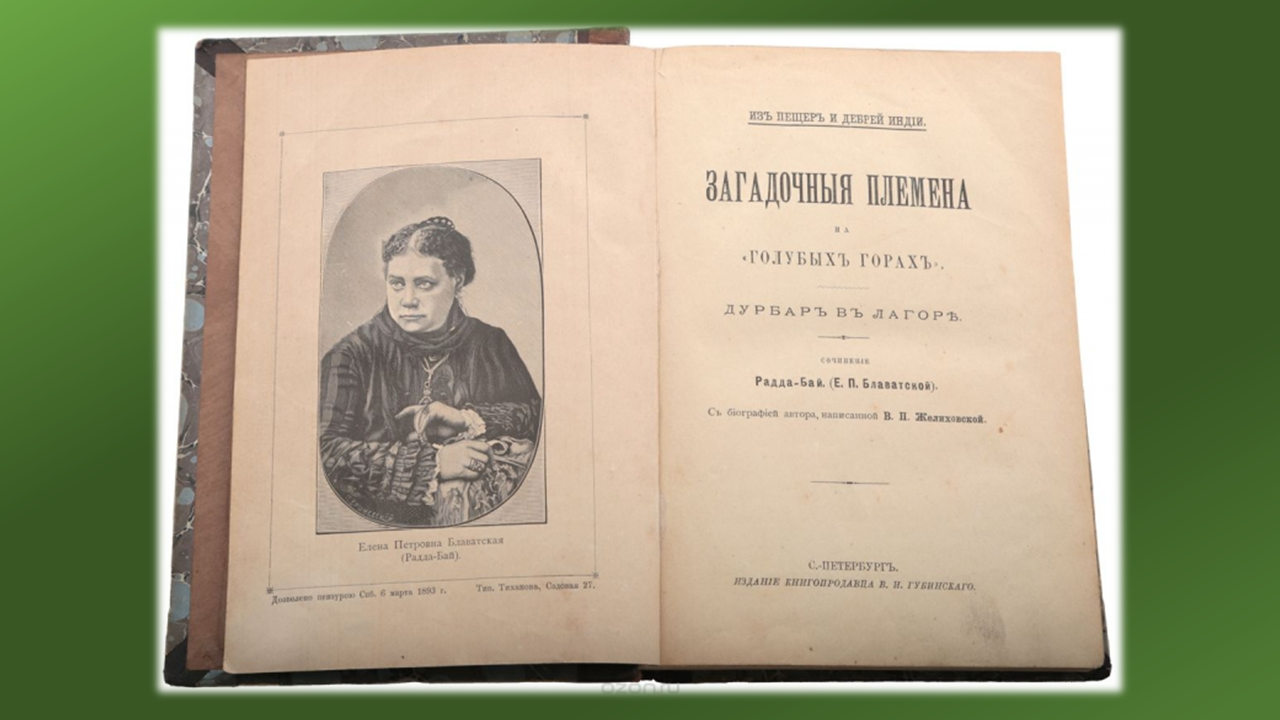 Елена Петровна Блаватская
(Радда-Бай).
Дозволено цензурою Спб. 6 марта 1893 г. Тип. Тиханова, Садовая 27.
ИЗЪ ПЕЩЕРЪ И ДЕБРЕЙ ИНДІИ.
ЗАГАДОЧНЫЯ ПЛЕМЕНА
НА
«ГОЛУБЫХЪ ГОРАХЪ».
ДУРБАРЪ ВЪ ЛАГОРѢ.
СОЧИНЕНІЕ
Радда-Бай. (Е. П. Блаватской).
Съ біографіей автора, написанной В. П. Желиховской.
С.-ПЕТЕРБУРГЪ.
ИЗДАНІЕ КНИГОПРОДАВЦА В. И. ГУБИНСКАГО.
ozon.ru